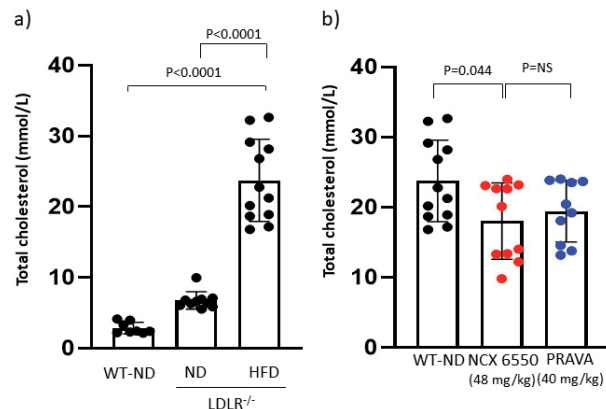 a)
P<0.0001
P<0.0001
Total cholesterol (mmol/L)
40
30
20
10
0
WT-ND
ND
HFD
LDLR-/-
b)
P=0.044
P=NS
Total cholesterol (mmol/L)
40
30
20
10
0
WT-ND
NCX 6550
(48 mg/kg)
PRAVA
(40 mg/kg)